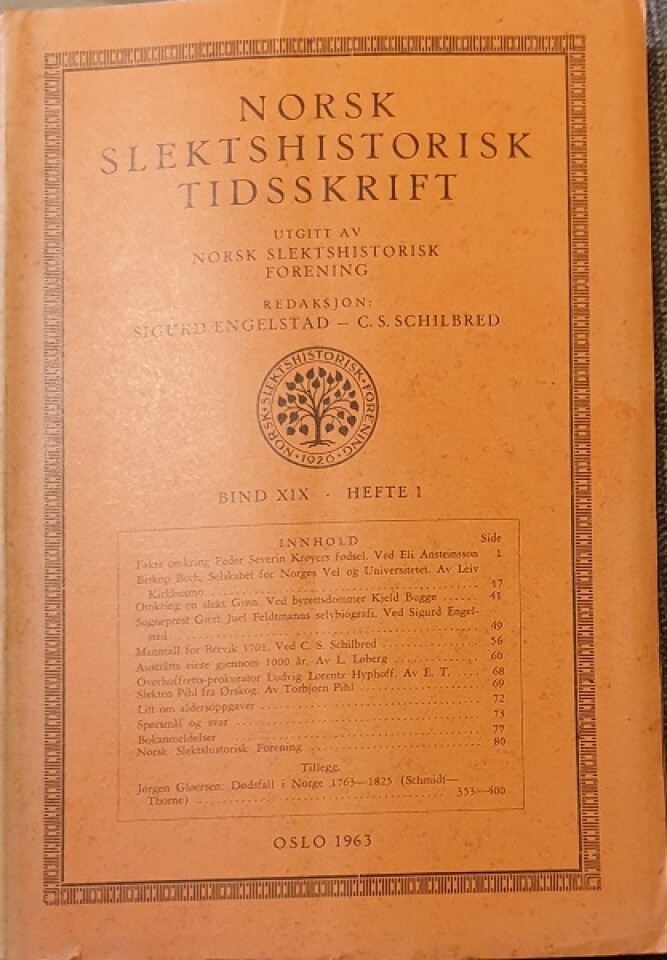 NORSK
SLEKTSHISTORISK
TIDSSKRIFT
UTGITT AV
NORSK SLEKTSHISTORISK
FORENING
REDAKSJON:
SIGURD ENGELSTAD — C. S. SCHILBRED
NORSK • SLEKTSHISTORISK • FORENING • 1926 •
BIND XIX - HEFTE 1
INNHOLD Side
Fakta omkring Peder Severin Krøyers fødsel. Ved Eli Ansteinsson 1
Biskop Bech, Selskabet for Norges Vel og Universitetet. Av Leiv
Kirkhusmo 17
Omkring en slekt Grøn. Ved byrettsdommer Kjeld Bugge 41
Sogneprest Giert Juel Feldtmanns selvbiografi. Ved Sigurd Engel-
stad 49
Manntall for Brevik 1701. Ved C. S. Schilbred 56
Austråtts eiere gjennom 1000 år. Av L. Løberg 60
Overhoffretts-prokurator Ludvig Lorentz Hyphoff. Av E. T. 68
Slekten Pihl fra Ørskog. Av Torbjørn Pihl 69
Litt om aldersoppgaver 72
Spørsmål og svar 73
Bokanmeldelser 77
Norsk Slektshistorisk Forening 80
Tillegg.
Jørgen Gløersen: Dødsfall i Norge 1763—1825 (Schmidt—
Thorne) 353—400
OSLO 1963